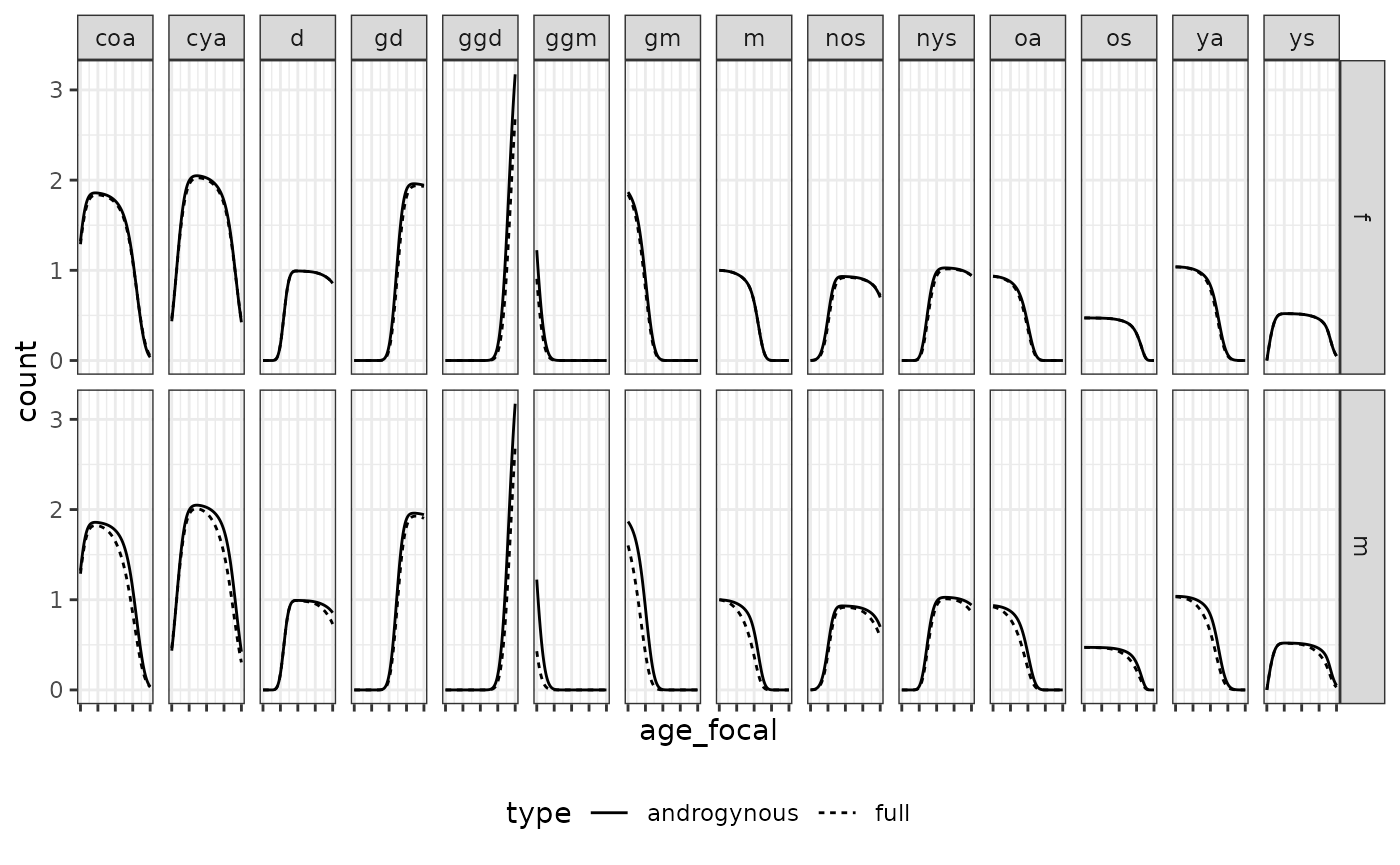 coa cya d gd ggd ggm gm m nos nys oa os ya ys
3
2
1
0
f
count
3
2
1
0
m
age_focal
type androgynous full